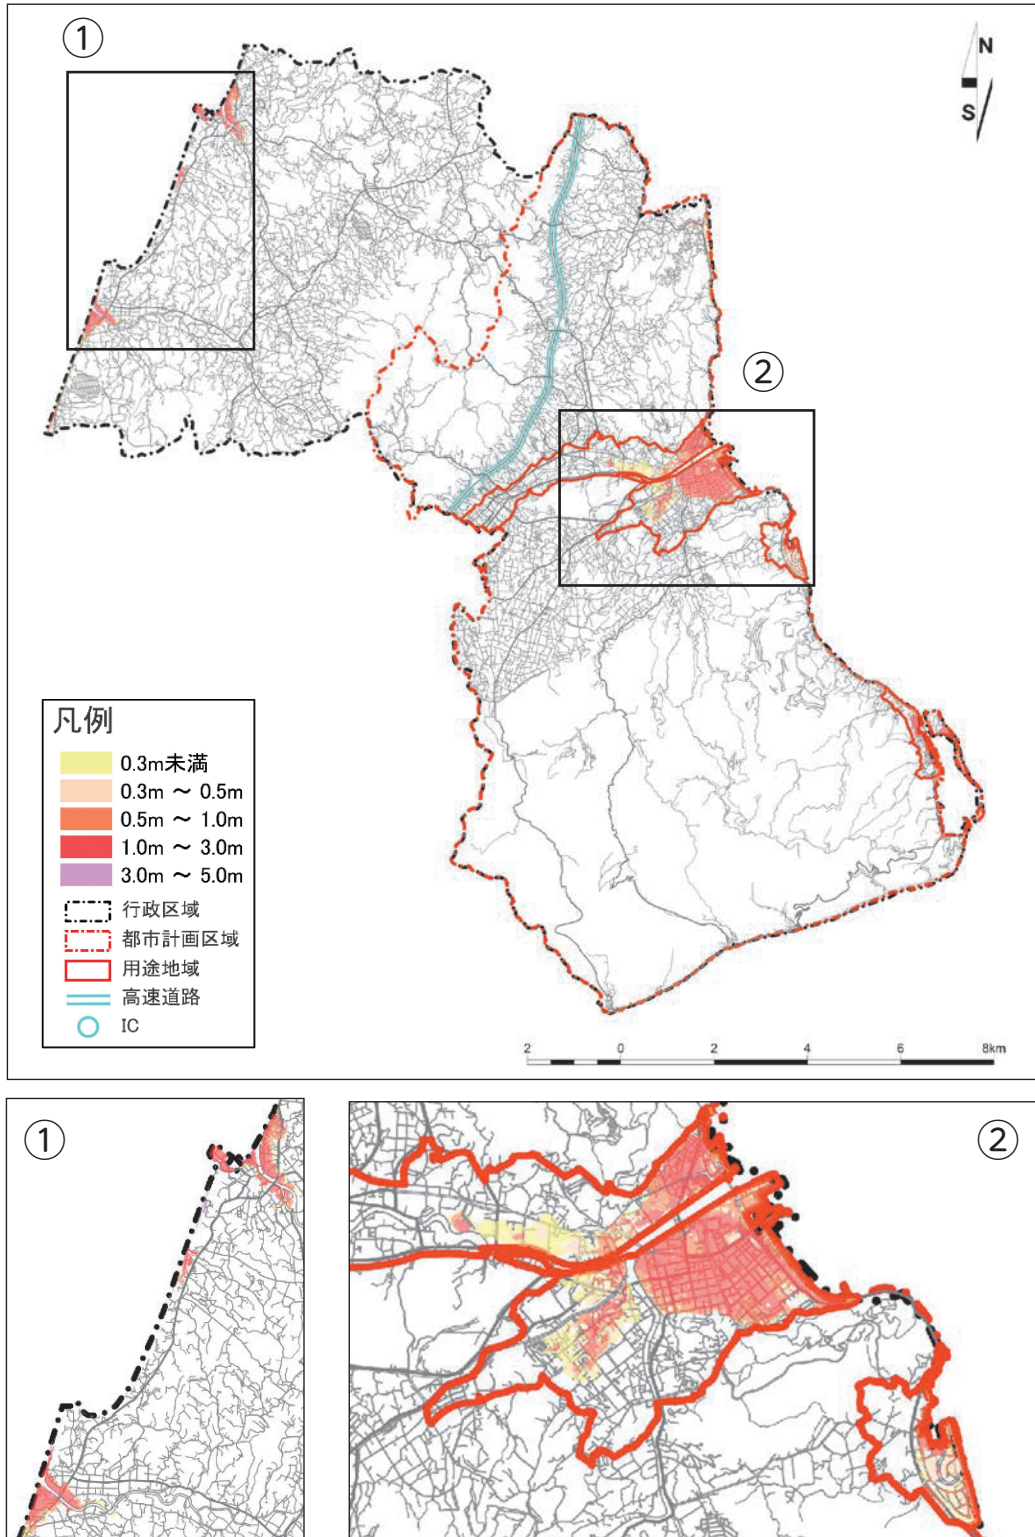 ①
N
S
②
凡例
0.3m未満
0.3m ～ 0.5m
0.5m ～ 1.0m
1.0m ～ 3.0m
3.0m ～ 5.0m
行政区域
都市計画区域
用途地域
高速道路
IC
2 0 2 4 6 8km
①
②